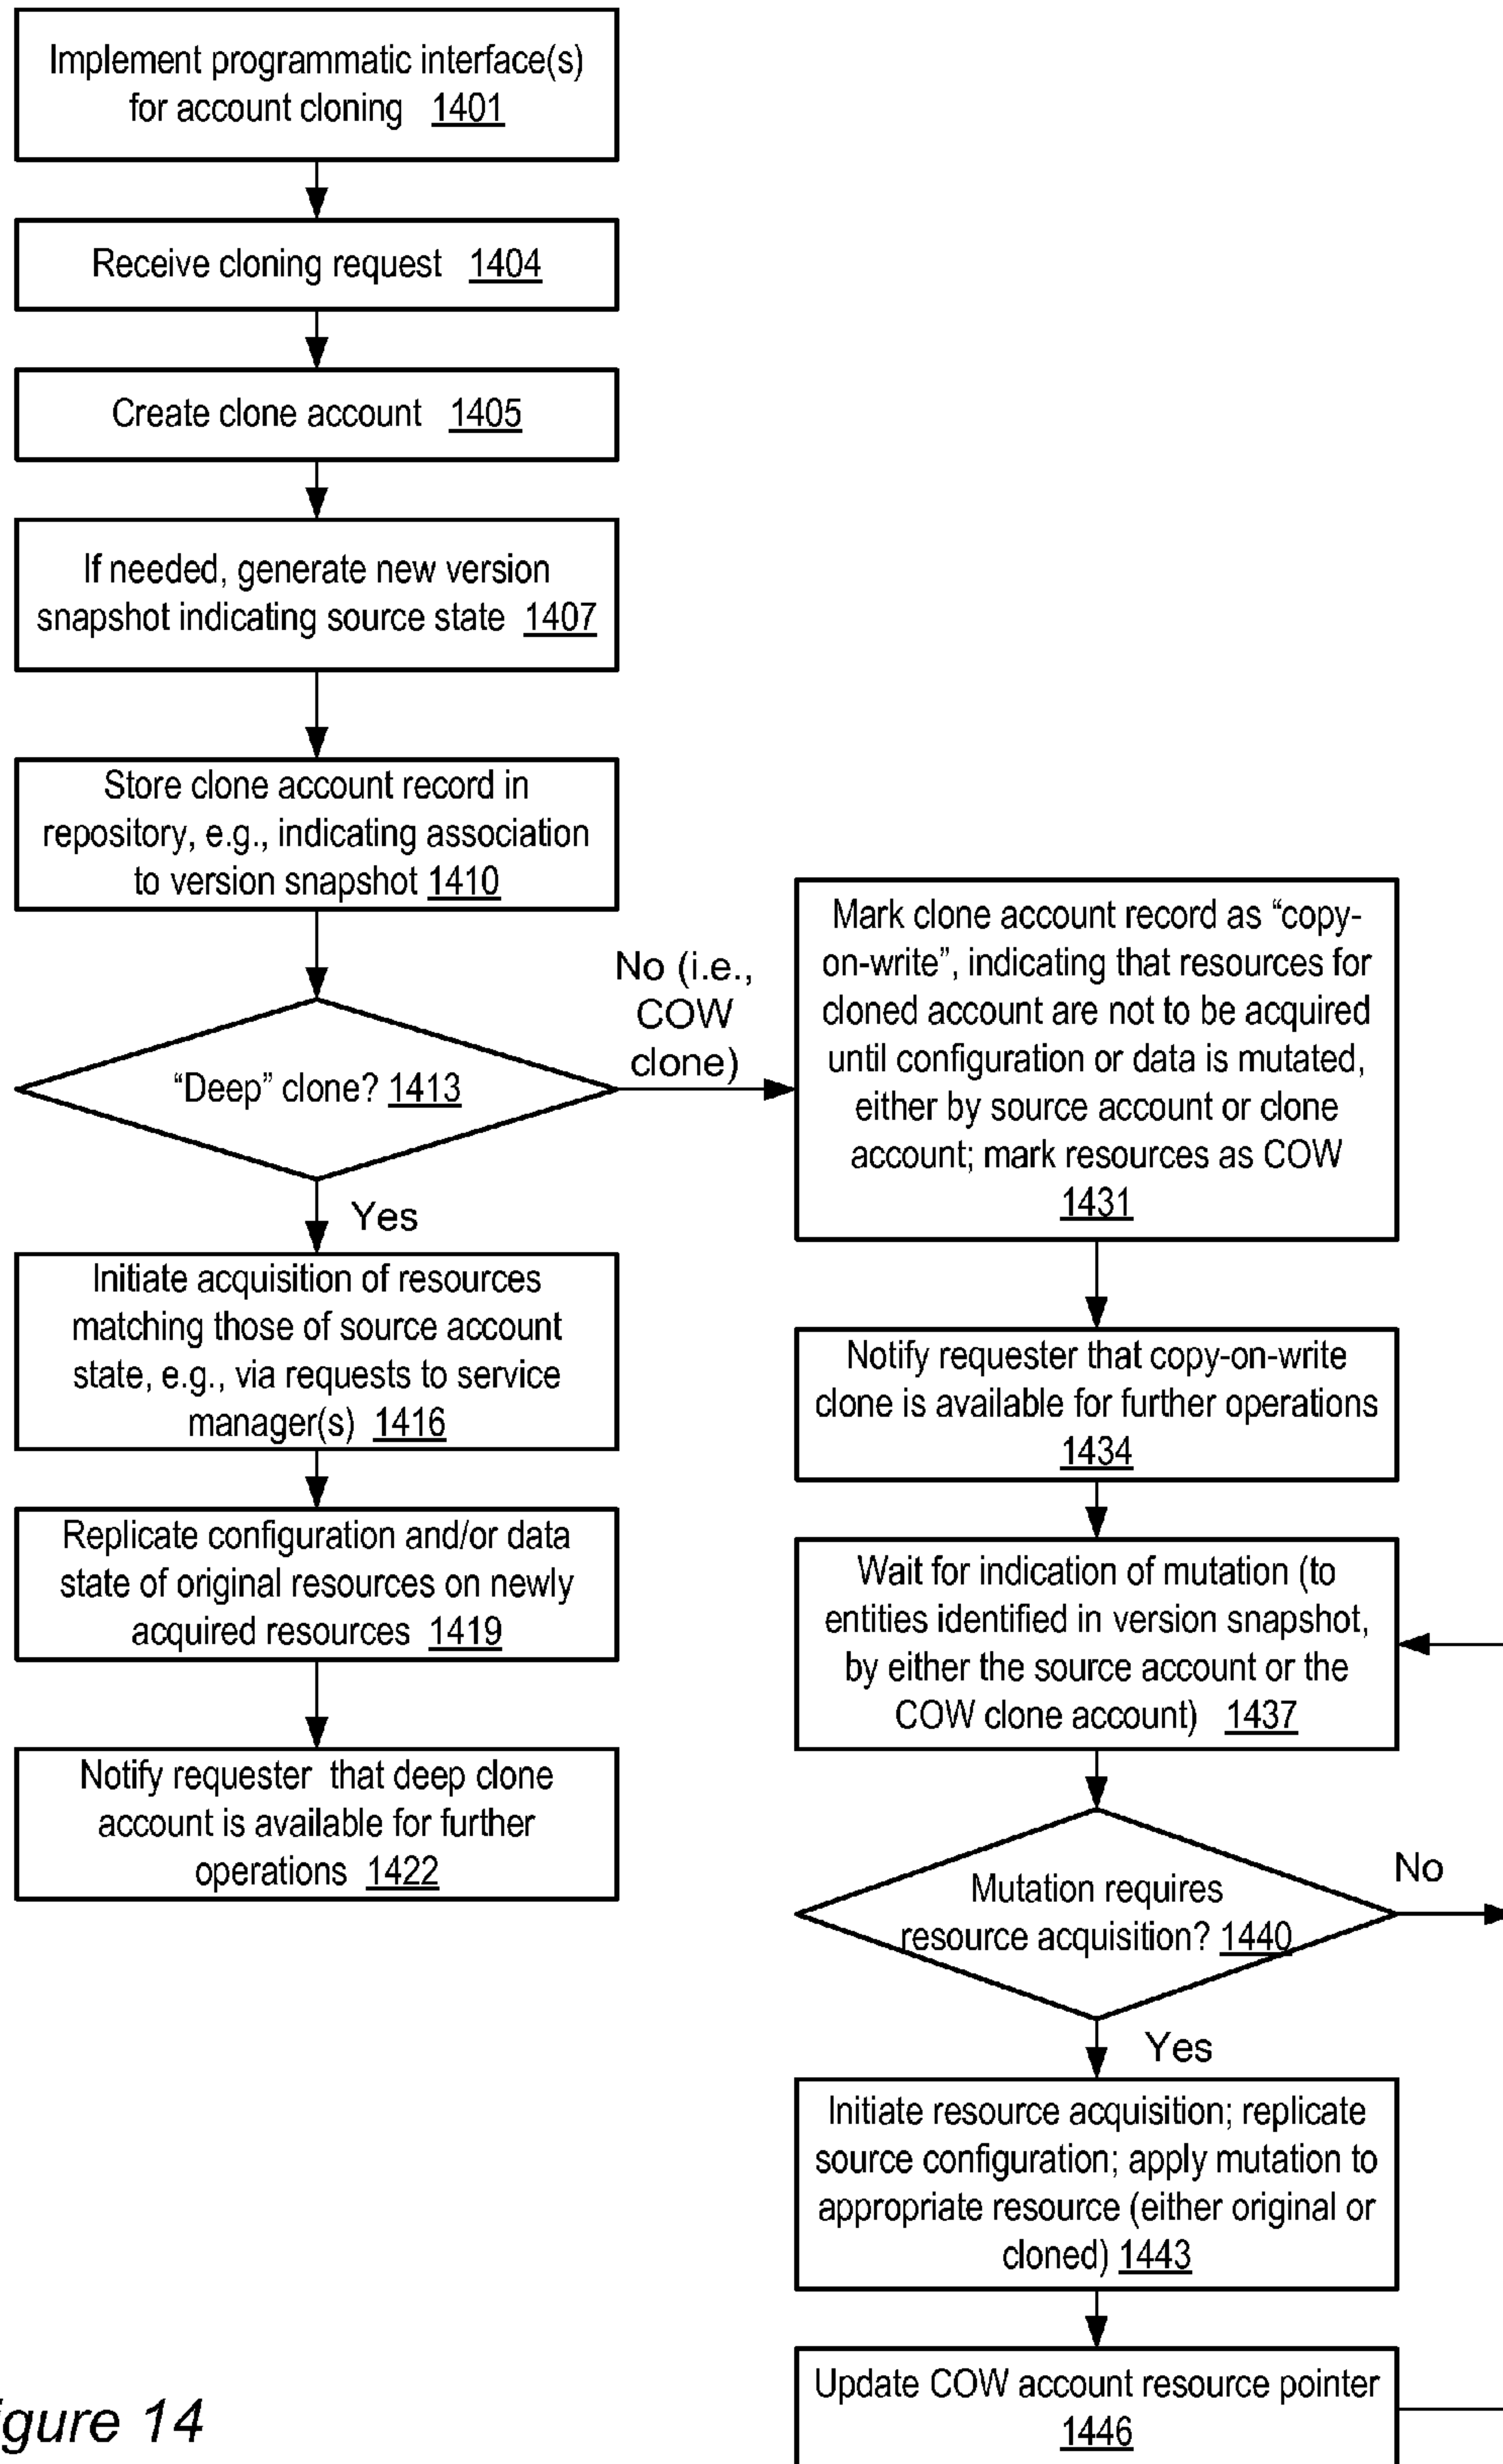 Implement programmatic interface(s)
for account cloning 1401
Receive cloning request 1404
Create clone account 1405
If needed, generate new version
snapshot indicating source state 1407
Store clone account record in
repository, e.g., indicating association
to version snapshot 1410
"Deep" clone? 1413
No (i.e.,
COW
clone)
Yes
Initiate acquisition of resources
matching those of source account
state, e.g., via requests to service
manager(s) 1416
Replicate configuration and/or data
state of original resources on newly
acquired resources 1419
Notify requester that deep clone
account is available for further
operations 1422
Mark clone account record as "copy-
on-write", indicating that resources for
cloned account are not to be acquired
until configuration or data is mutated,
either by source account or clone
account; mark resources as COW
1431
Notify requester that copy-on-write
clone is available for further operations
1434
Wait for indication of mutation (to
entities identified in version snapshot,
by either the source account or the
COW clone account) 1437
Mutation requires
resource acquisition? 1440
No
Yes
Initiate resource acquisition; replicate
source configuration; apply mutation to
appropriate resource (either original or
cloned) 1443
Update COW account resource pointer
1446
igure 14